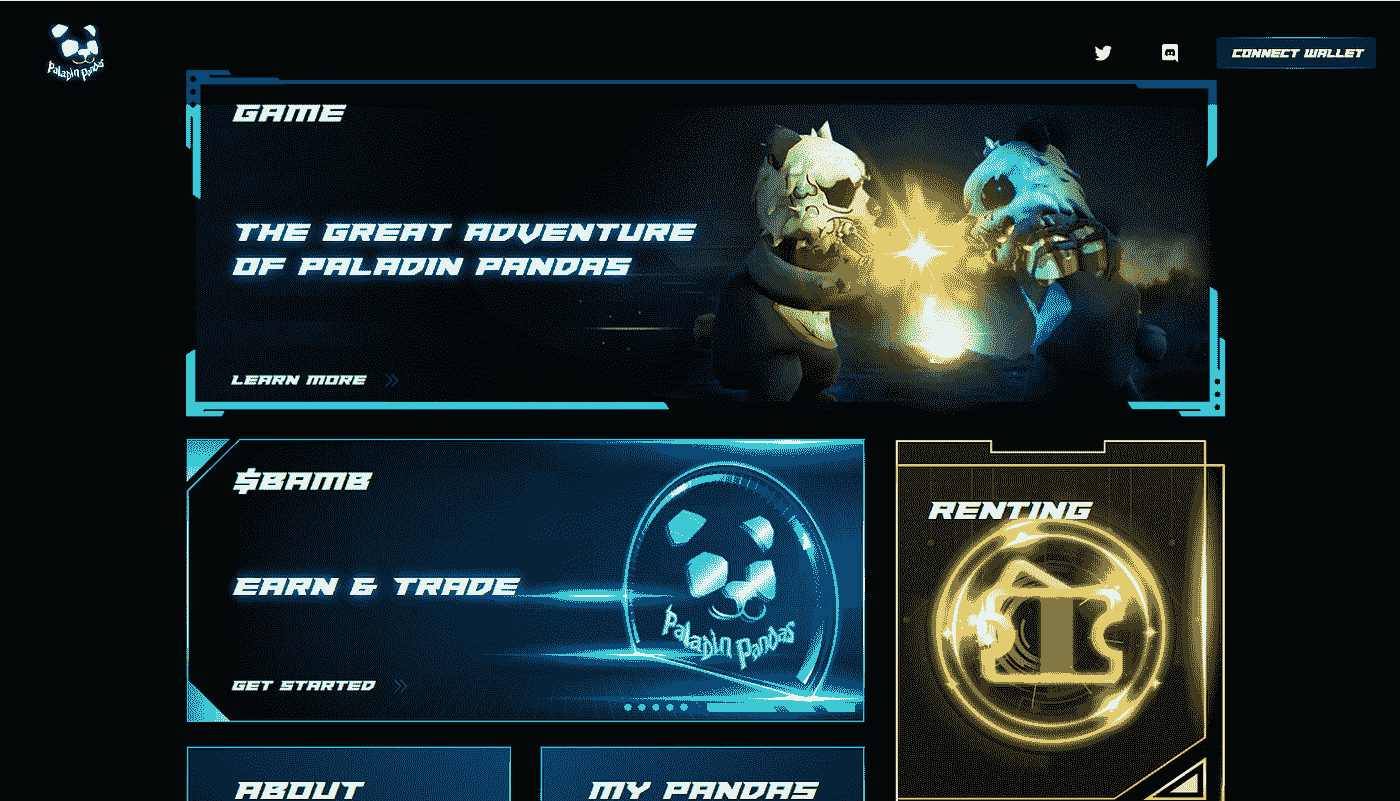 Paladin Pandas
CONNECT WALLET
GAME
THE GREAT ADVENTURE
OF PALADIN PANDAS
LEARN MORE
$BAMB
EARN & TRADE
Paladin Pandas
GET STARTED
RENTING
ABOUT
MY PANDAS